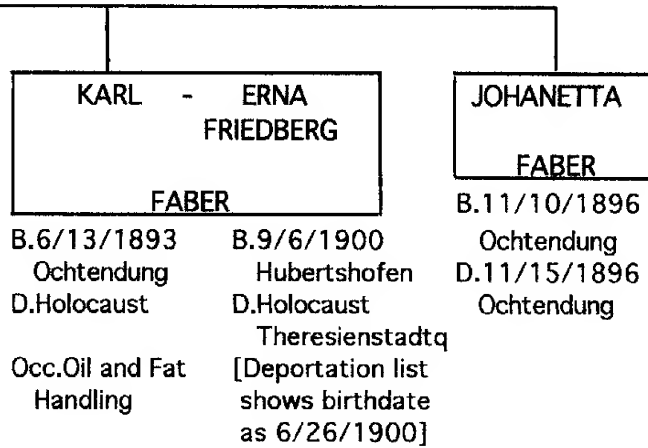 KARL - ERNA
FRIEDBERG
FABER
B.6/13/1893
Ochtendung
D.Holocaust
Occ.Oil and Fat
Handling
B.9/6/1900
Hubertshofen
D.Holocaust
Theresienstadtq
[Deportation list
shows birthdate
as 6/26/1900]
JOHANETTA
FABER
B.11/10/1896
Ochtendung
D.11/15/1896
Ochtendung